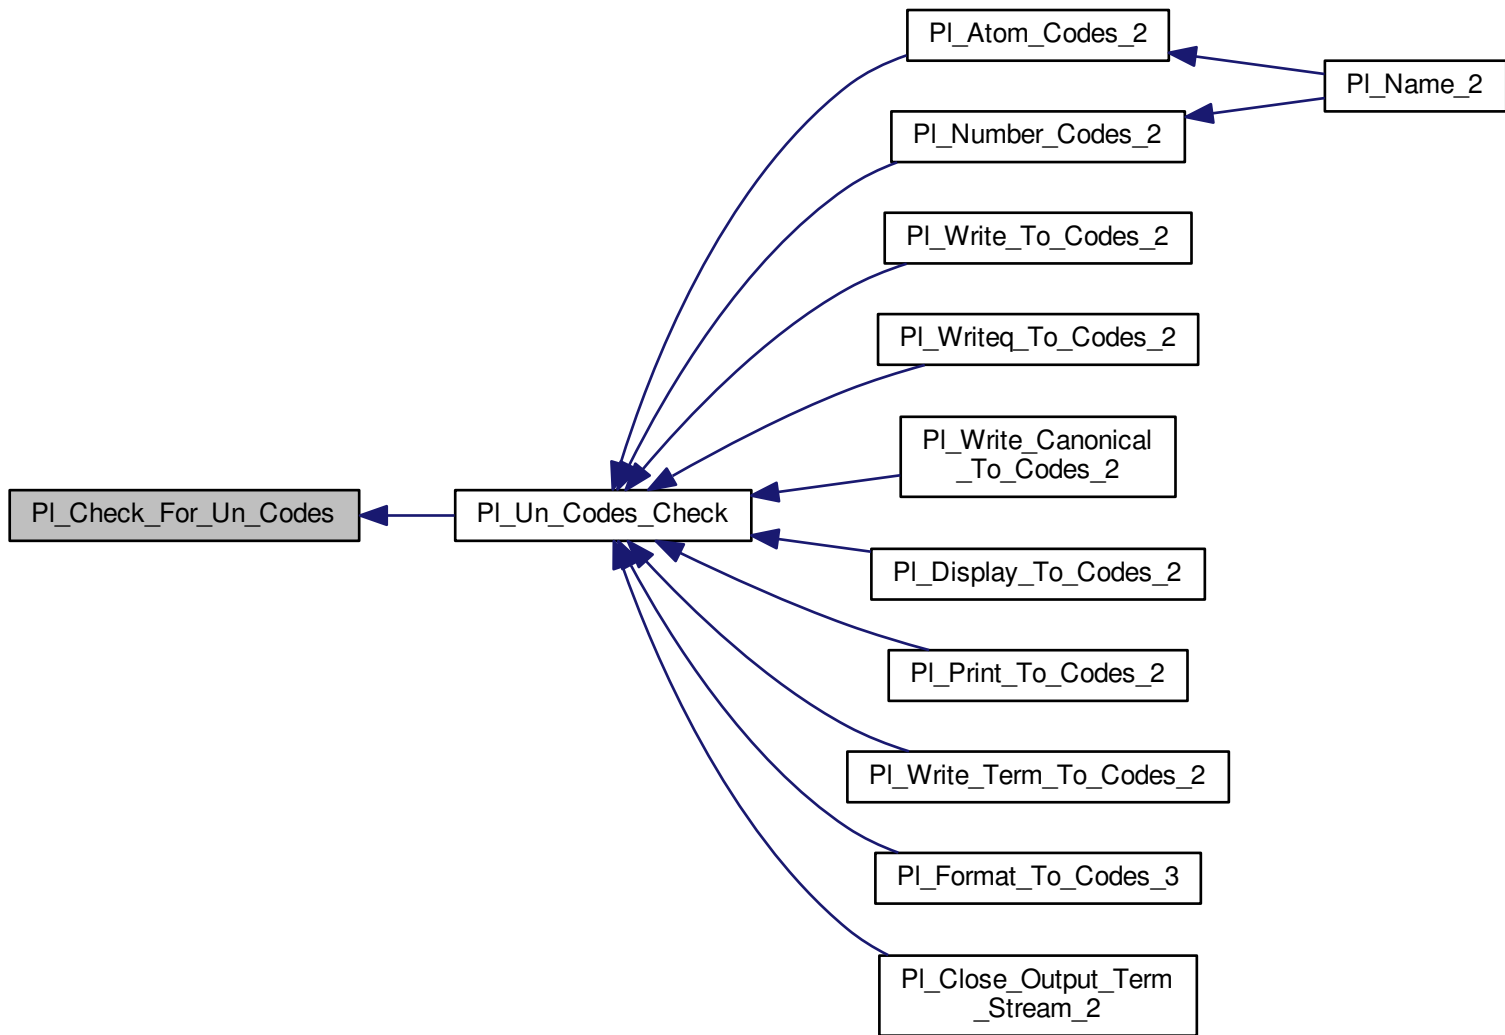 Pl_Atom_Codes_2
Pl_Name_2
Pl_Number_Codes_2
Pl_Write_To_Codes_2
Pl_Writeq_To_Codes_2
Pl_Write_Canonical
_To_Codes_2
Pl_Check_For_Un_Codes
Pl_Un_Codes_Check
Pl_Display_To_Codes_2
Pl_Print_To_Codes_2
Pl_Write_Term_To_Codes_2
Pl_Format_To_Codes_3
Pl_Close_Output_Term
_Stream_2